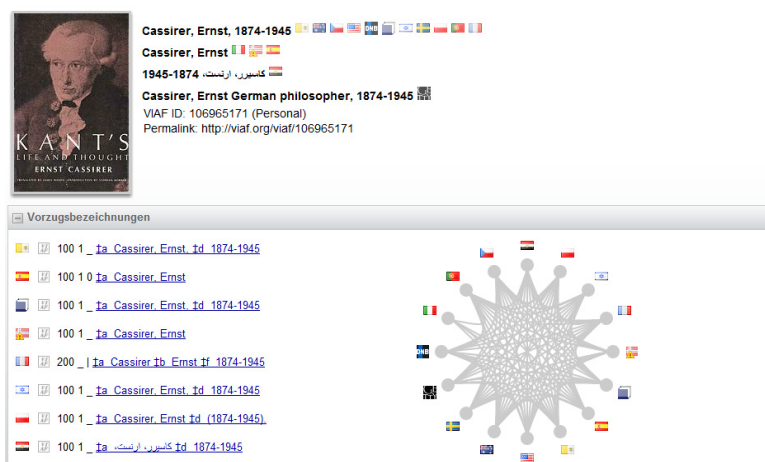 Cassirer, Ernst, 1874-1945
Cassirer, Ernst
كاسيرر، ارنست، 1874-1945
Cassirer, Ernst German philosopher, 1874-1945
VIAF ID: 106965171 (Personal)
Permalink: http://viaf.org/viaf/106965171
KANT'S
LIFE AND THOUGHT
ERNST CASSIRER
Vorzugsbezeichnungen
100 1 _ ‡a Cassirer, Ernst, ‡d 1874-1945
100 1 0 ‡a Cassirer, Ernst
100 1 _ ‡a Cassirer, Ernst, ‡d 1874-1945
100 1 _ ‡a Cassirer, Ernst
200 _ | ‡a Cassirer ‡b Ernst ‡f 1874-1945
100 1 _ ‡a Cassirer, Ernst, ‡d 1874-1945
100 1 _ ‡a Cassirer, Ernst ‡d (1874-1945).
100 1 _ ‡a كاسيرر، ارنست، ‡d 1874-1945
DNB